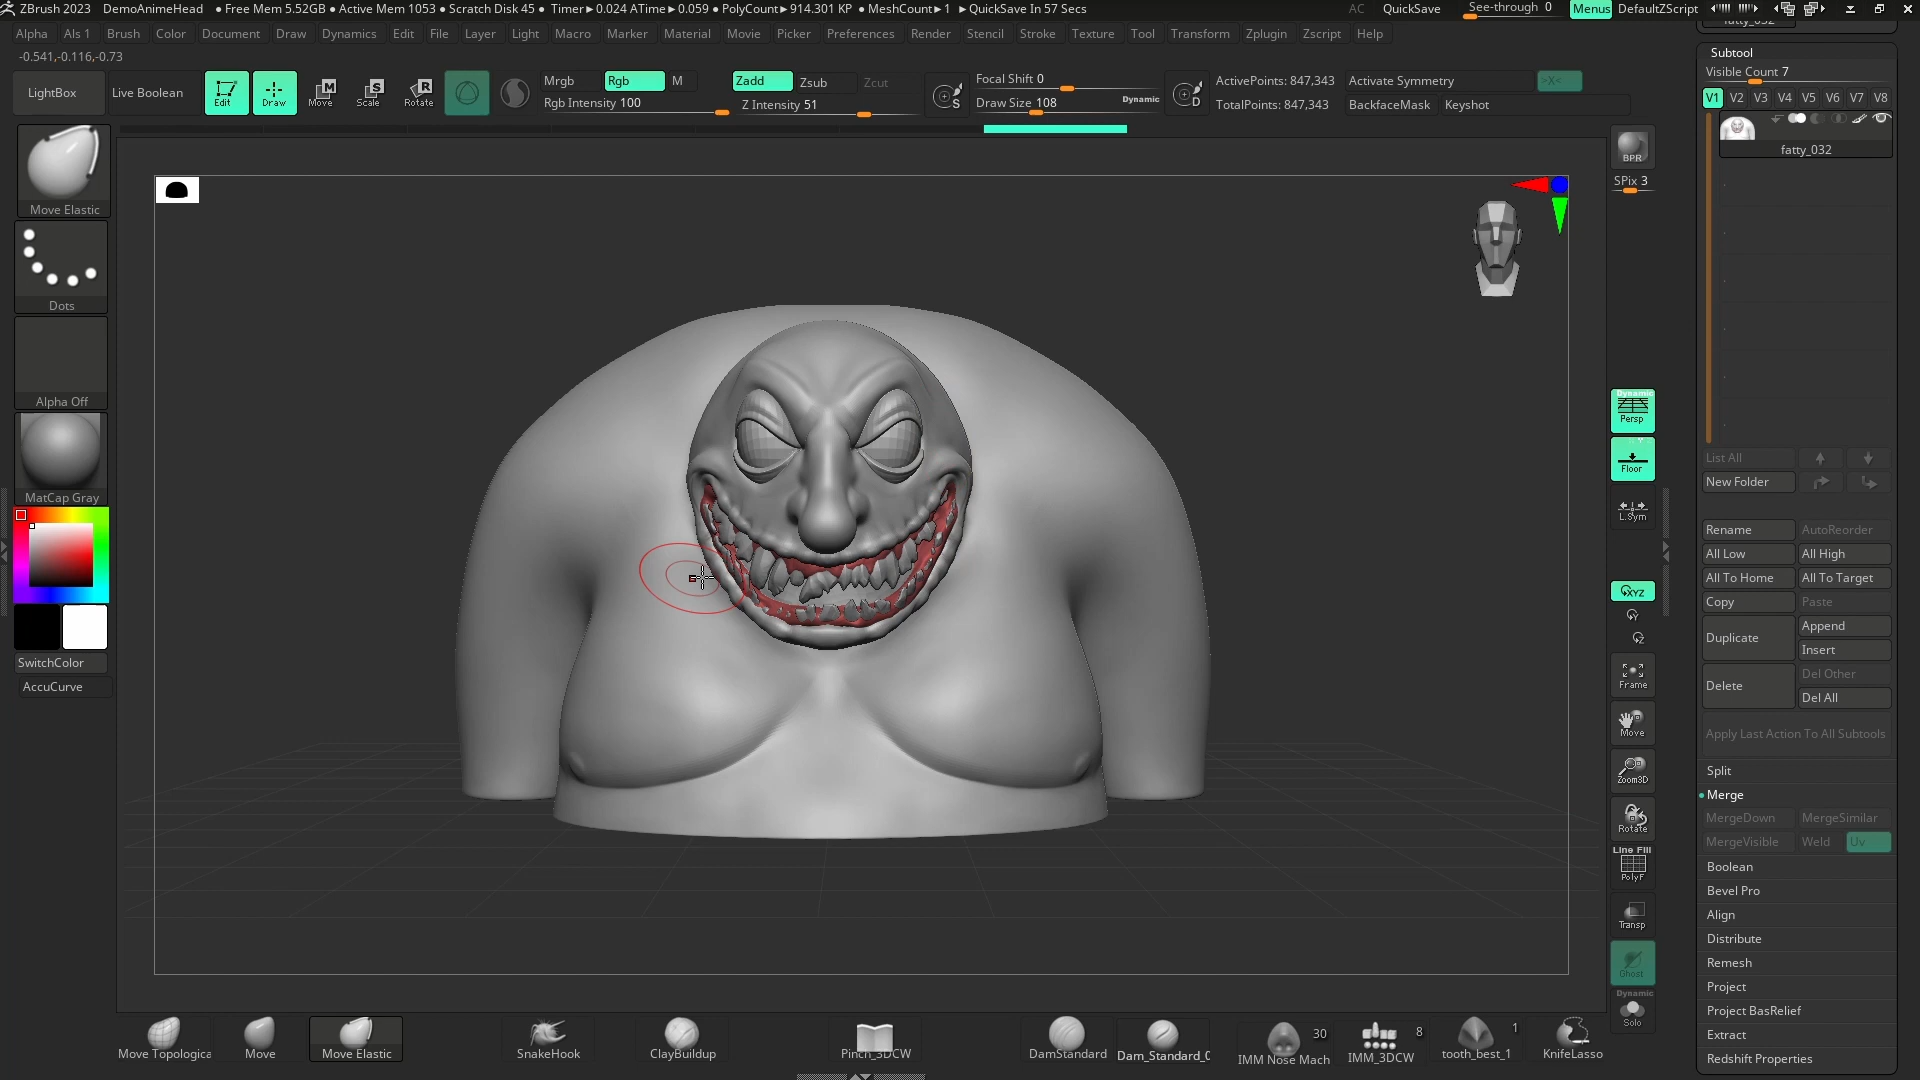 ZBrush 2023 DemoAnimeHead • Free Mem 5.52GB • Active Mem 1053 • Scratch Disk 45 • Timer▸0.024 ATime▸0.059 • PolyCount▸914.301 KP • MeshCount▸1 ▸QuickSave In 57 Secs AC QuickSave See-through 0 Menus DefaultZScript
Alpha Als 1 Brush Color Document Draw Dynamics Edit File Layer Light Macro Marker Material Movie Picker Preferences Render Stencil Stroke Texture Tool Transform Zplugin Zscript Help
-0.541,-0.116,-0.73
LightBox
Live Boolean
Edit
Draw
Move
Scale
Rotate
Mrgb Rgb M
Rgb Intensity 100
Zadd Zsub Zcut
Z Intensity 51
S
Focal Shift 0
Draw Size 108
Dynamic
D
ActivePoints: 847,343
TotalPoints: 847,343
Activate Symmetry
>X<
BackfaceMask
Keyshot
Move Elastic
Dots
Alpha Off
MatCap Gray
SwitchColor
AccuCurve
BPR
SPix 3
Dynamic
Persp
Floor
L.Sym
XYZ
Y
Z
Frame
Move
Zoom3D
Rotate
Line Fill
PolyF
Transp
Ghost
Dynamic
Solo
fatty_032
Subtool
Visible Count 7
V1 V2 V3 V4 V5 V6 V7 V8
fatty_032
List All
New Folder
Rename AutoReorder
All Low All High
All To Home All To Target
Copy Paste
Duplicate Append
Insert
Delete Del Other
Del All
Apply Last Action To All Subtools
Split
Merge
MergeDown MergeSimilar
MergeVisible Weld Uv
Boolean
Bevel Pro
Align
Distribute
Remesh
Project
Project BasRelief
Extract
Redshift Properties
Move Topologica
Move
Move Elastic
SnakeHook
ClayBuildup
Pinch_3DCW
DamStandard
Dam_Standard_0
30
IMM Nose Mach
8
IMM_3DCW
1
tooth_best_1
KnifeLasso